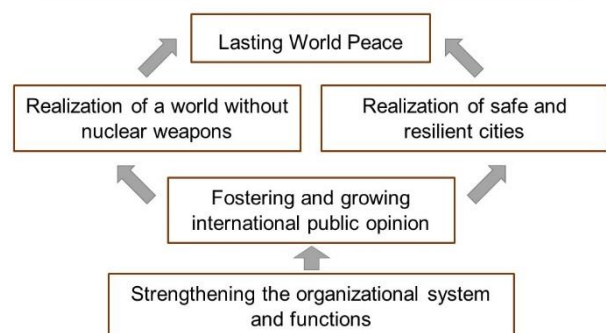 Lasting World Peace
Realization of a world without
nuclear weapons
Realization of safe and
resilient cities
Fostering and growing
international public opinion
Strengthening the organizational system
and functions